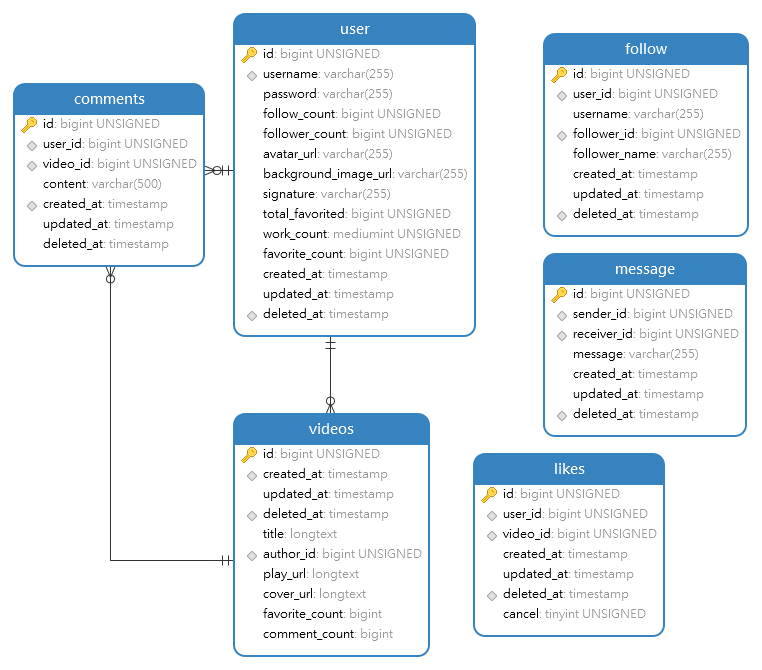 comments
id: bigint UNSIGNED
user_id: bigint UNSIGNED
video_id: bigint UNSIGNED
content: varchar(500)
created_at: timestamp
updated_at: timestamp
deleted_at: timestamp
user
id: bigint UNSIGNED
username: varchar(255)
password: varchar(255)
follow_count: bigint UNSIGNED
follower_count: bigint UNSIGNED
avatar_url: varchar(255)
background_image_url: varchar(255)
signature: varchar(255)
total_favorited: bigint UNSIGNED
work_count: mediumint UNSIGNED
favorite_count: bigint UNSIGNED
created_at: timestamp
updated_at: timestamp
deleted_at: timestamp
follow
id: bigint UNSIGNED
user_id: bigint UNSIGNED
username: varchar(255)
follower_id: bigint UNSIGNED
follower_name: varchar(255)
created_at: timestamp
updated_at: timestamp
deleted_at: timestamp
message
id: bigint UNSIGNED
sender_id: bigint UNSIGNED
receiver_id: bigint UNSIGNED
message: varchar(255)
created_at: timestamp
updated_at: timestamp
deleted_at: timestamp
videos
id: bigint UNSIGNED
created_at: timestamp
updated_at: timestamp
deleted_at: timestamp
title: longtext
author_id: bigint UNSIGNED
play_url: longtext
cover_url: longtext
favorite_count: bigint
comment_count: bigint
likes
id: bigint UNSIGNED
user_id: bigint UNSIGNED
video_id: bigint UNSIGNED
created_at: timestamp
updated_at: timestamp
deleted_at: timestamp
cancel: tinyint UNSIGNED